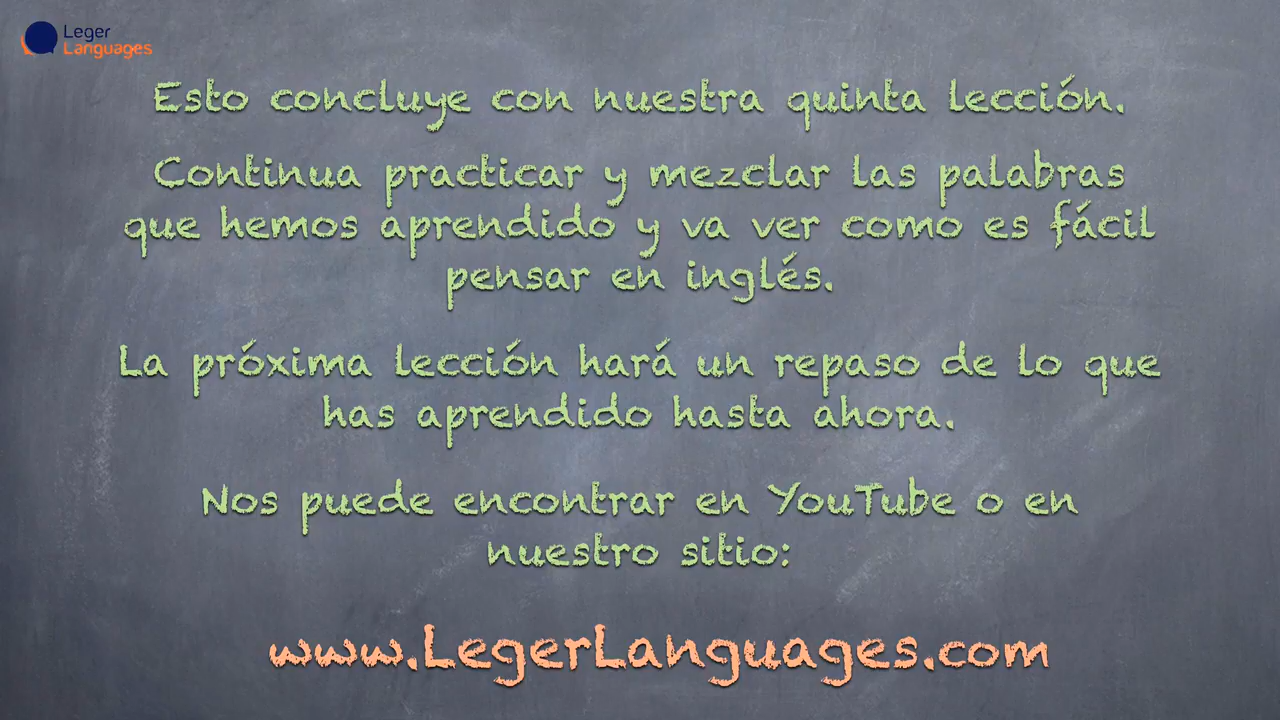 Leger
Languages
Esto concluye con nuestra quinta lección.
Continua practicar y mezclar las palabras
que hemos aprendido y va ver como es fácil
pensar en inglés.
La próxima lección hará un repaso de lo que
has aprendido hasta ahora.
Nos puede encontrar en YouTube o en
nuestro sitio:
www.LegerLanguages.com